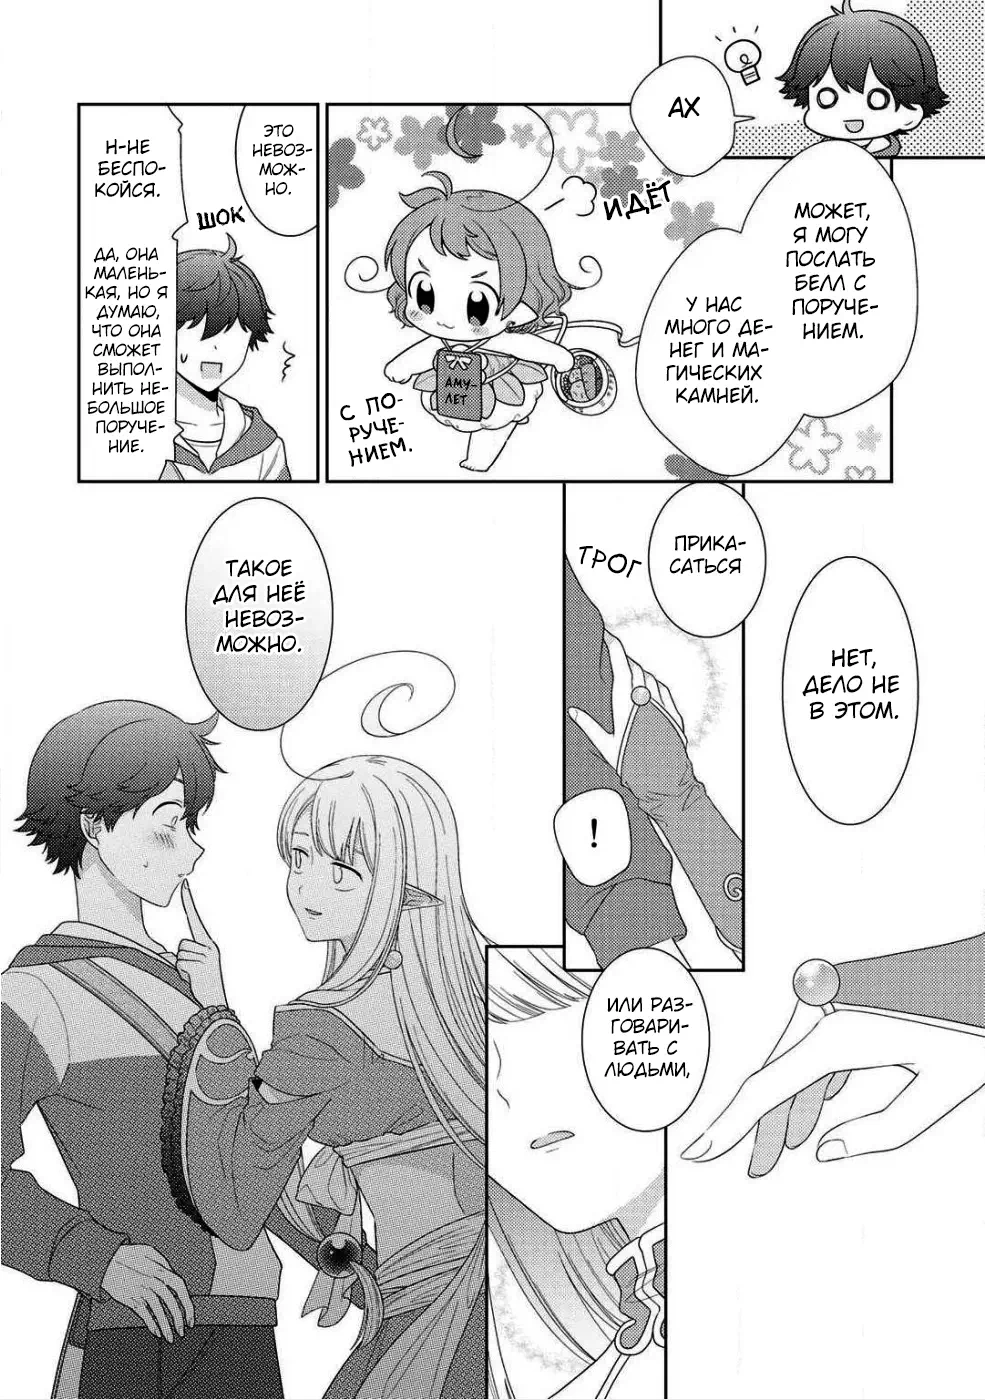 АХ
МОЖЕТ,
Я МОГУ
ПОСЛАТЬ
БЕЛЛ С
ПОРУЧЕ-
НИЕМ.
У НАС
МНОГО ДЕ-
НЕГ И МА-
ГИЧЕСКИХ
КАМНЕЙ.
ИДЁТ
АМУ-
ЛЕТ
С ПО-
РУЧЕ-
НИЕМ.
ЭТО
НЕВОЗ-
МОЖ-
НО.
ШОК
Н-НЕ
БЕСПО-
КОЙСЯ.
ДА, ОНА
МАЛЕНЬ-
КАЯ, НО Я
ДУМАЮ,
ЧТО ОНА
СМОЖЕТ
ВЫПОЛ-
НИТЬ НЕ-
БОЛЬШОЕ
ПОРУЧЕ-
НИЕ.
НЕТ,
ДЕЛО НЕ
В ЭТОМ.
ПРИКА-
САТЬСЯ
ТРОГ
!
ИЛИ РАЗ-
ГОВАРИ-
ВАТЬ С
ЛЮДЬМИ,
ТАКОЕ
ДЛЯ НЕЁ
НЕВОЗ-
МОЖНО.